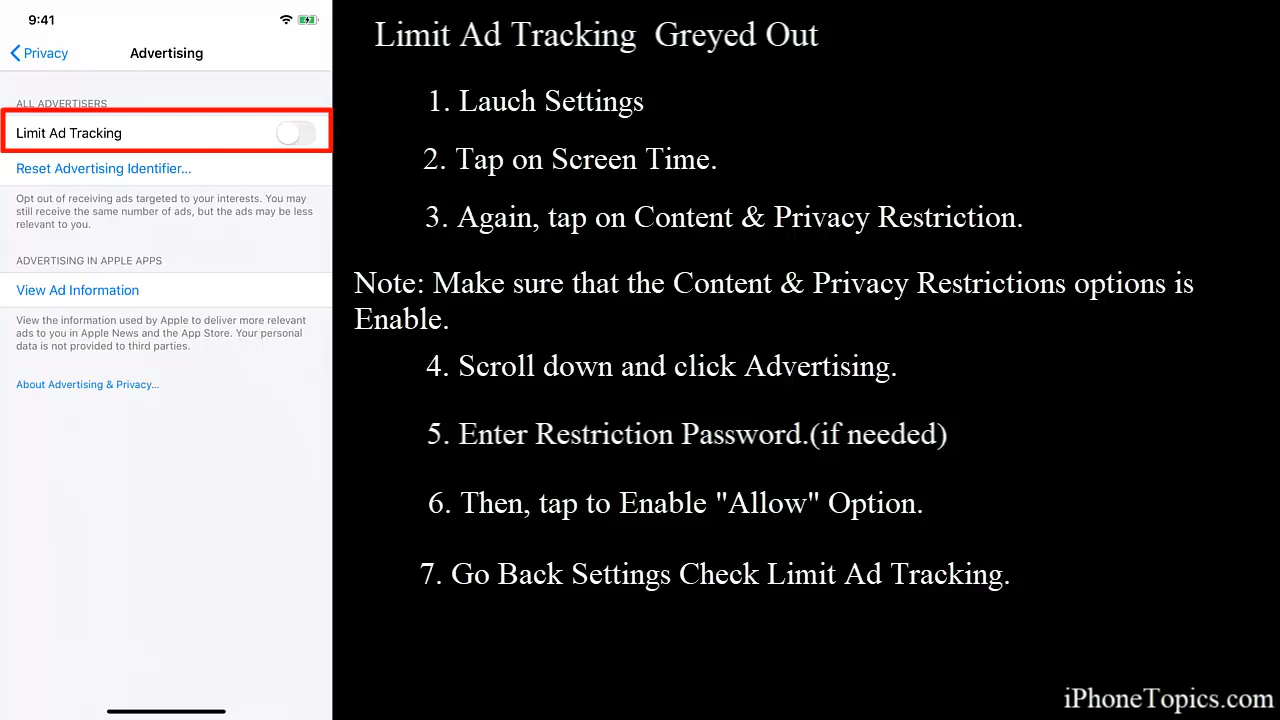 9:41
Privacy
Advertising
ALL ADVERTISERS
Limit Ad Tracking
Reset Advertising Identifier...
Opt out of receiving ads targeted to your interests. You may
still receive the same number of ads, but the ads may be less
relevant to you.
ADVERTISING IN APPLE APPS
View Ad Information
View the information used by Apple to deliver more relevant
ads to you in Apple News and the App Store. Your personal
data is not provided to third parties.
About Advertising & Privacy...
Limit Ad Tracking  Greyed Out
1. Lauch Settings
2. Tap on Screen Time.
3. Again, tap on Content & Privacy Restriction.
Note: Make sure that the Content & Privacy Restrictions options is
Enable.
4. Scroll down and click Advertising.
5. Enter Restriction Password.(if needed)
6. Then, tap to Enable "Allow" Option.
7. Go Back Settings Check Limit Ad Tracking.
iPhoneTopics.com